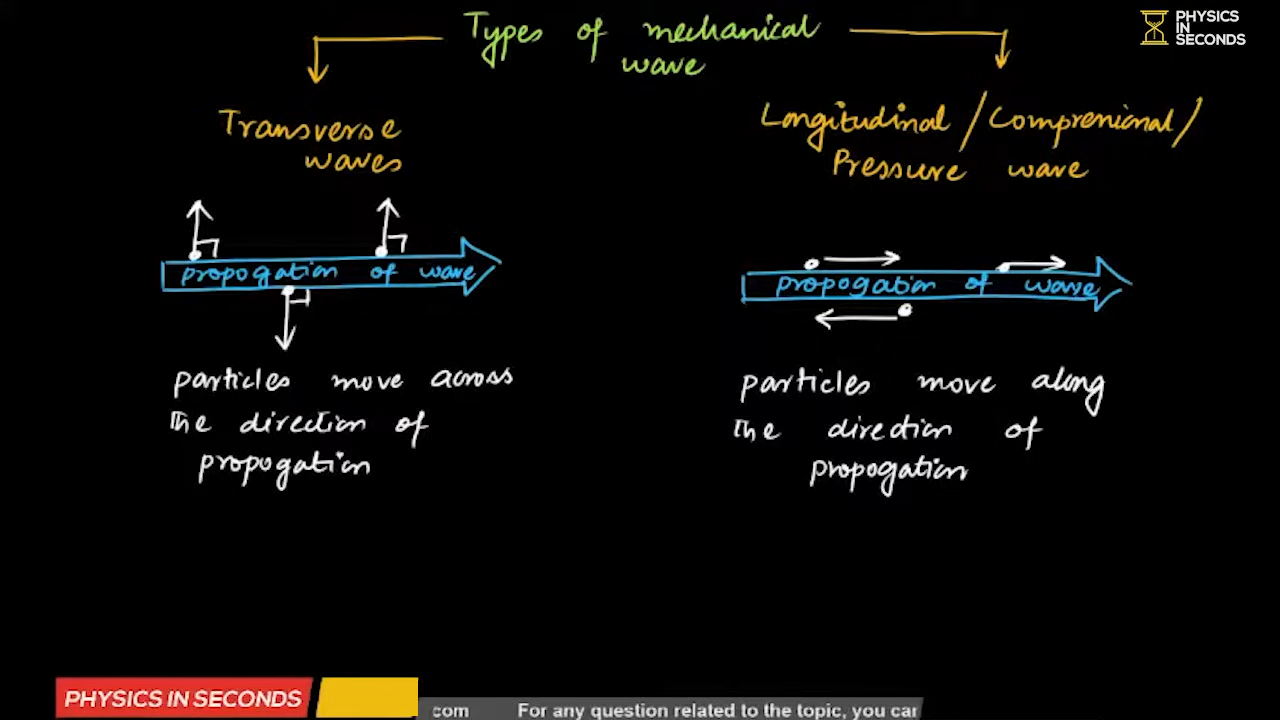 Types of mechanical
wave
PHYSICS
IN
SECONDS
Transverse
waves
Longitudinal / Compressional /
Pressure wave
propogation of wave
propogation of wave
particles move across
the direction of
propogation
particles move along
the direction of
propogation
PHYSICS IN SECONDS
com For any question related to the topic, you can